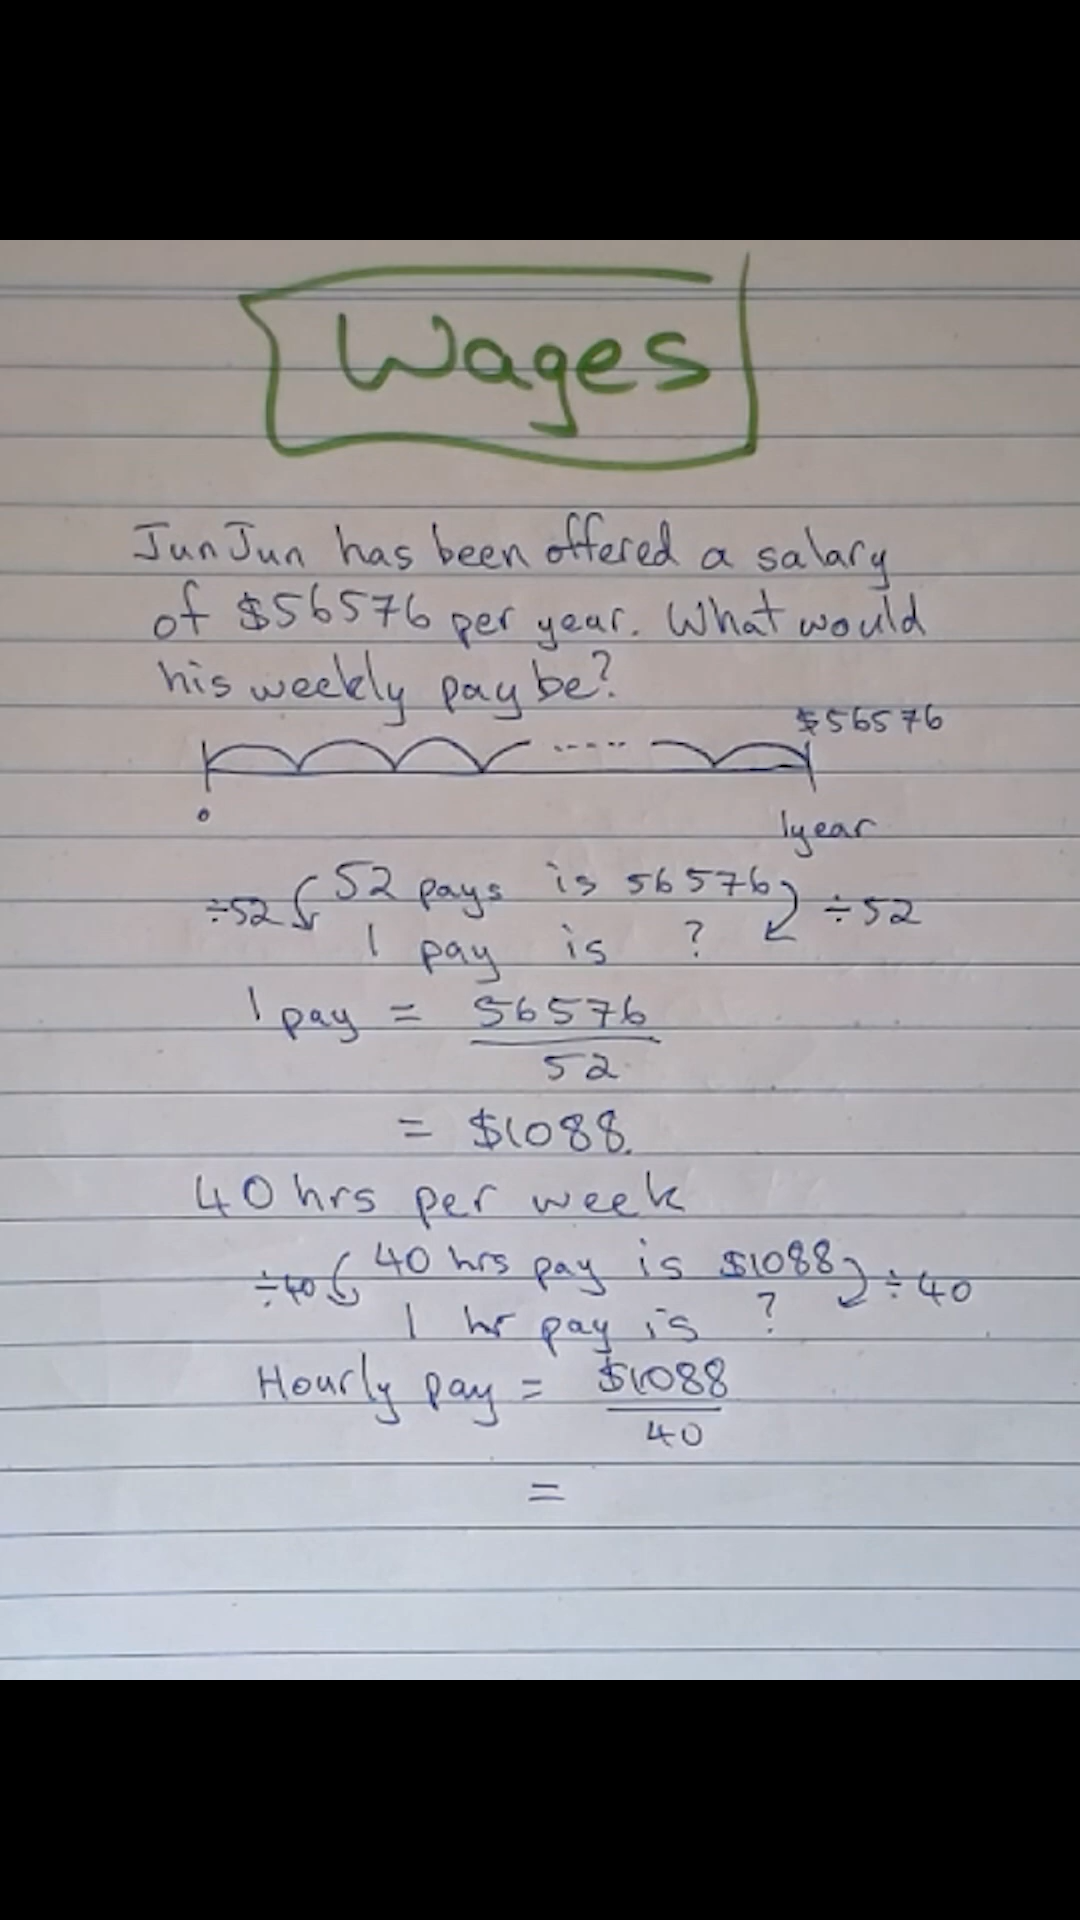 Wages
JunJun has been offered a salary
of $56576 per year. What would
his weekly pay be?
$56576
0
1year
÷52 52 pays is 56576 ÷52
1 pay is ?
1 pay = 56576
52
= $1088.
40 hrs per week
÷40 40 hrs pay is $1088 ÷40
1 hr pay is ?
Hourly pay = $1088
40
=